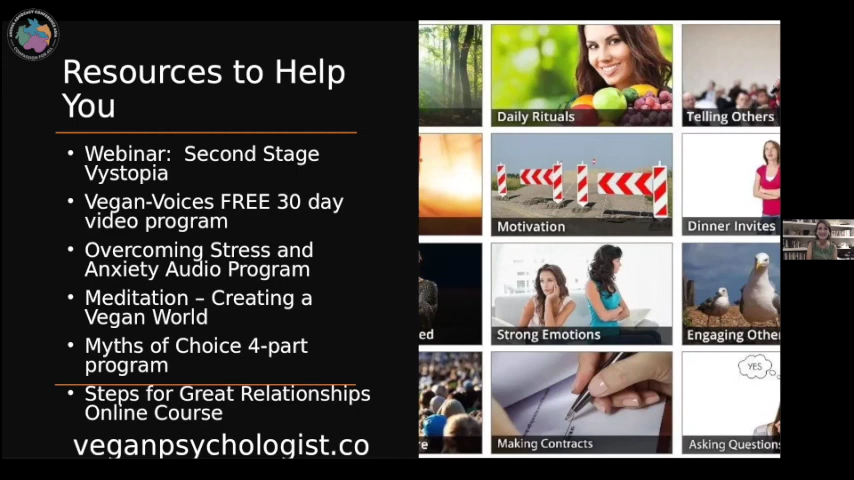 Resources to Help
You
• Webinar:  Second Stage
Vystopia
• Vegan-Voices FREE 30 day
video program
• Overcoming Stress and
Anxiety Audio Program
• Meditation – Creating a
Vegan World
• Myths of Choice 4-part
program
• Steps for Great Relationships
Online Course
veganpsychologist.co
Daily Rituals
Telling Others
Motivation
Dinner Invites
ed
Strong Emotions
Engaging Othe
YES
e
Making Contracts
Asking Question